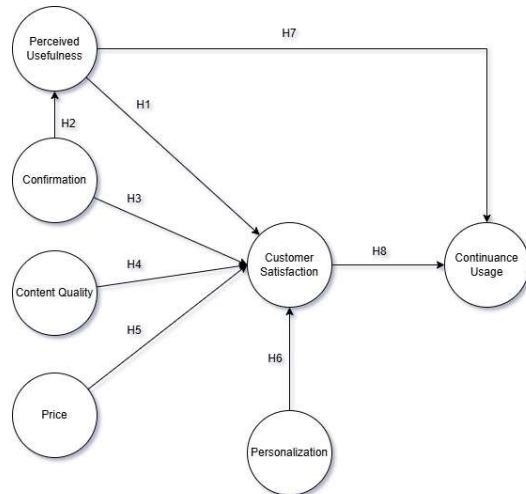 H7
Perceived
Usefulness
H1
H2
Confirmation
H3
Customer
Satisfaction
H8
Continuance
Usage
H4
Content Quality
H5
H6
Price
Personalization